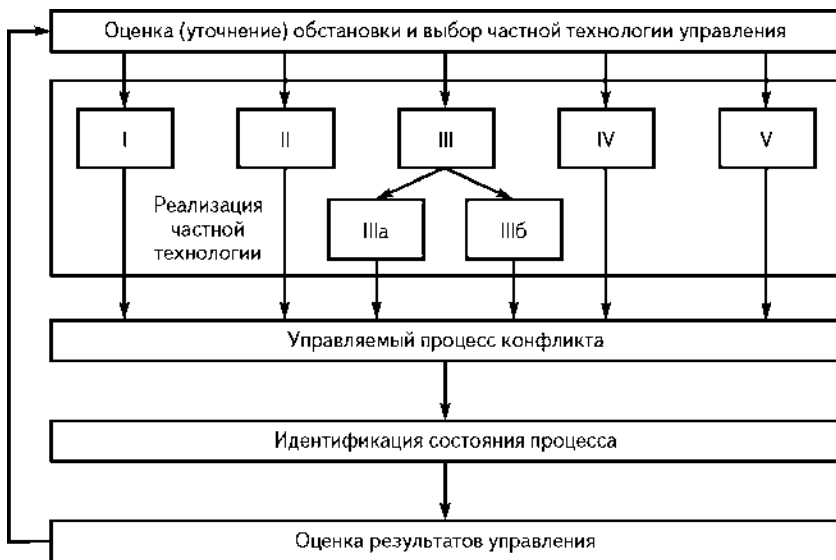 Оценка (уточнение) обстановки и выбор частной технологии управления
I
II
III
IV
V
Реализация
частной
технологии
IIIа
IIIб
Управляемый процесс конфликта
Идентификация состояния процесса
Оценка результатов управления